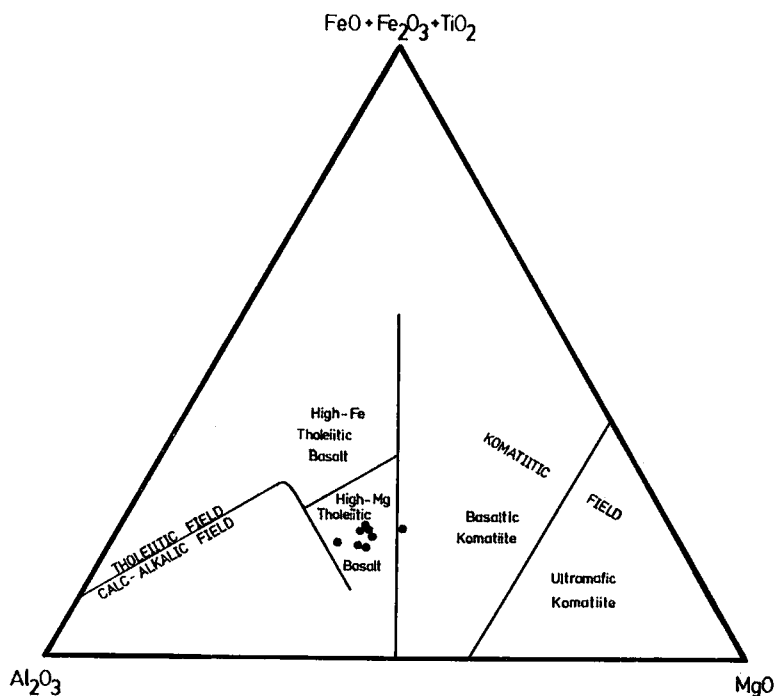 FeO + Fe₂O₃ + TiO₂
High-Fe
Tholeiitic
Basalt
KOMATIITIC
FIELD
High-Mg
Tholeiitic
Basalt
Basaltic
Komatiite
THOLEIITIC FIELD
CALC-ALKALIC FIELD
Ultramafic
Komatiite
Al₂O₃
MgO